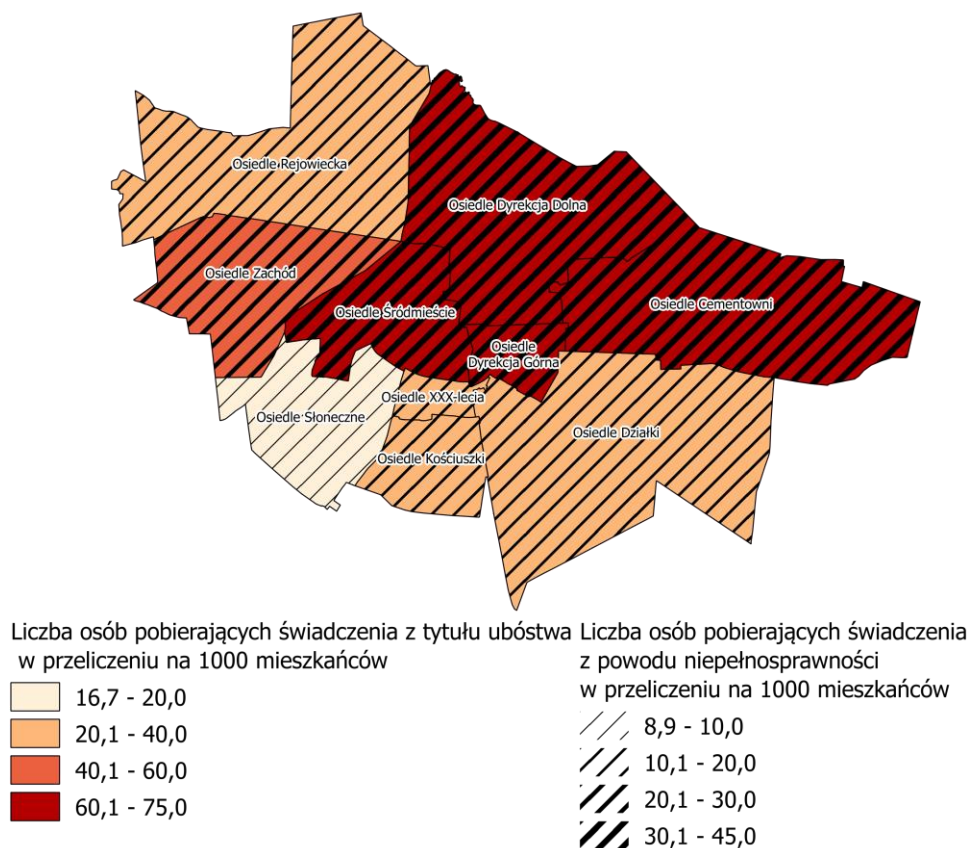 Osiedle Rejowiecka
Osiedle Dyrekcja Dolna
Osiedle Zachód
Osiedle Śródmieście
Osiedle Cementowni
Osiedle
Dyrekcja Górna
Osiedle XXX-lecia
Osiedle Słoneczne
Osiedle Działki
Osiedle Kościuszki
Liczba osób pobierających świadczenia z tytułu ubóstwa
w przeliczeniu na 1000 mieszkańców
16,7 - 20,0
20,1 - 40,0
40,1 - 60,0
60,1 - 75,0
Liczba osób pobierających świadczenia
z powodu niepełnosprawności
w przeliczeniu na 1000 mieszkańców
8,9 - 10,0
10,1 - 20,0
20,1 - 30,0
30,1 - 45,0